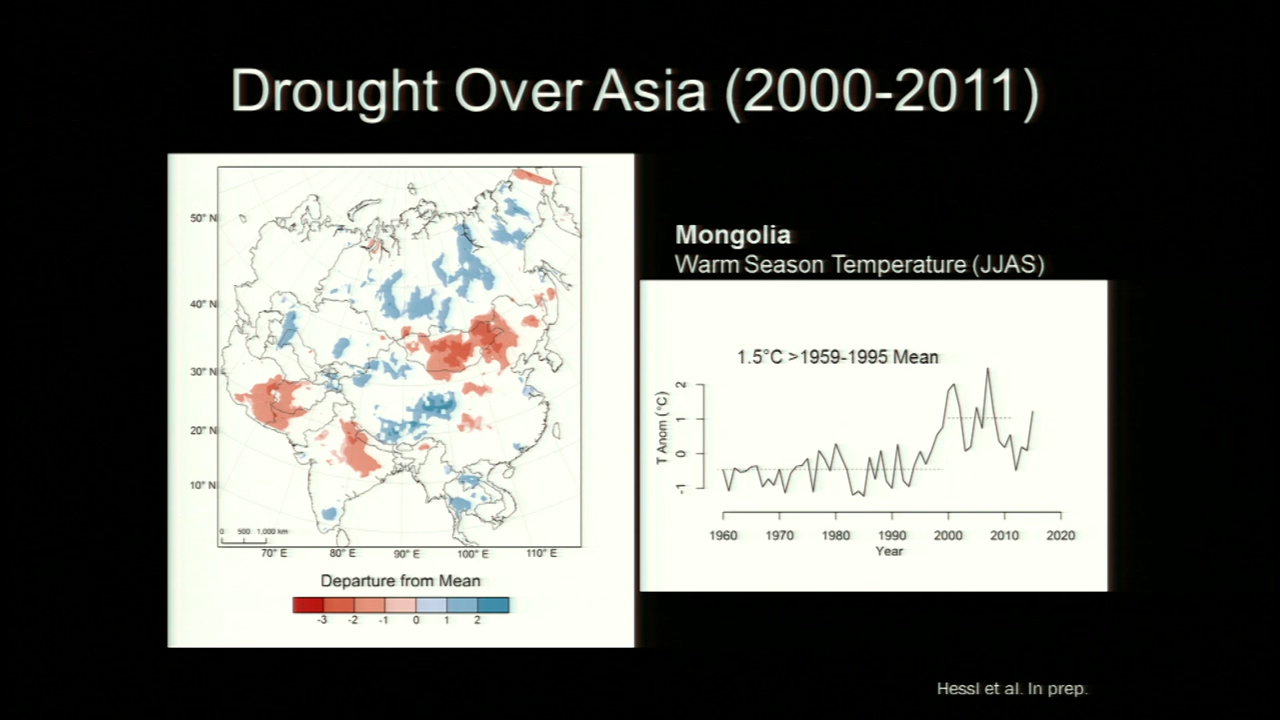 Drought Over Asia (2000-2011)
50° N
40° N
30° N
20° N
10° N
0 500 1,000 km
70° E 80° E 90° E 100° E 110° E
Departure from Mean
-3 -2 -1 0 1 2
Mongolia
Warm Season Temperature (JJAS)
1.5°C >1959-1995 Mean
T Anom (°C)
2
1
0
-1
1960 1970 1980 1990 2000 2010 2020
Year
Hessl et al. In prep.